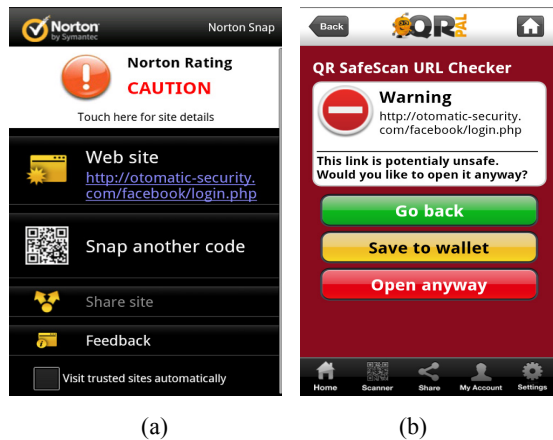 Norton
by Symantec
Norton Snap
Norton Rating
CAUTION
Touch here for site details
Web site
http://otomatic-security.
com/facebook/login.php
Snap another code
Share site
Feedback
Visit trusted sites automatically
(a)
Back
QR PAL
QR SafeScan URL Checker
Warning
http://otomatic-security.
com/facebook/login.php
This link is potentialy unsafe.
Would you like to open it anyway?
Go back
Save to wallet
Open anyway
Home Scanner Share My Account Settings
(b)